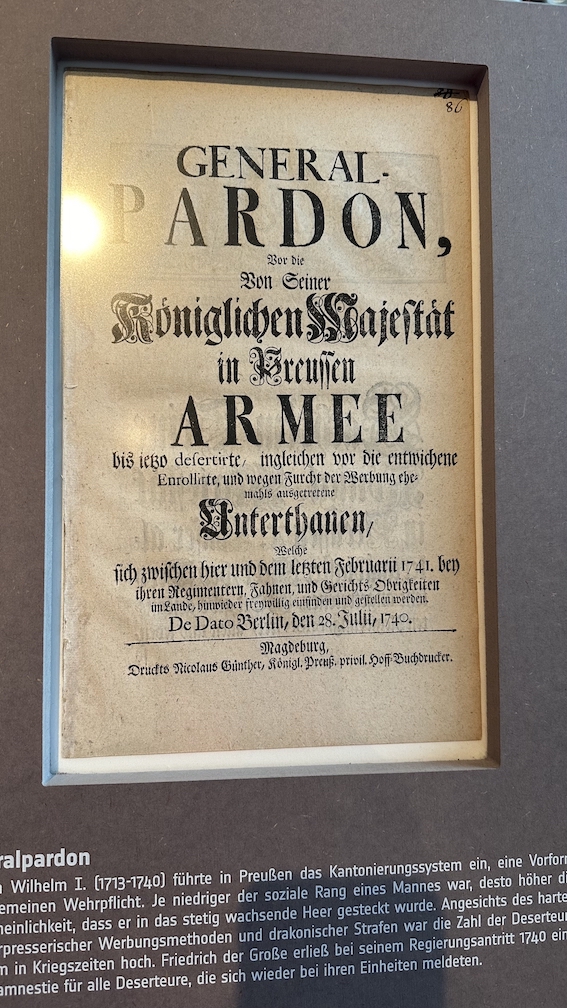 86
GENERAL-
PARDON,
Vor die
Von Seiner
Königlichen Majeſtät
in Preuſſen
ARMEE
bis ietzo deſertirte/ ingleichen vor die entwichene
Enrollirte, und wegen Furcht der Werbung ehe-
mahls ausgetretene
Unterthanen/
Welche
ſich zwiſchen hier und dem letzten Februarii 1741. bey
ihren Regimentern, Fahnen, und Gerichts-Obrigkeiten
im Lande, hinwieder freywillig einfinden und geſtellen werden.
De Dato Berlin, den 28. Julii, 1740.
Magdeburg,
Druckts Nicolaus Günther, Königl. Preuß. privil. Hoff-Buchdrucker.
ralpardon
Wilhelm I. (1713-1740) führte in Preußen das Kantonierungssystem ein, eine Vorform
emeinen Wehrpflicht. Je niedriger der soziale Rang eines Mannes war, desto höher di
heinlichkeit, dass er in das stetig wachsende Heer gesteckt wurde. Angesichts des harte
rpresserischer Werbungsmethoden und drakonischer Strafen war die Zahl der Deserteur
m in Kriegszeiten hoch. Friedrich der Große erließ bei seinem Regierungsantritt 1740 ein
amnestie für alle Deserteure, die sich wieder bei ihren Einheiten meldeten.